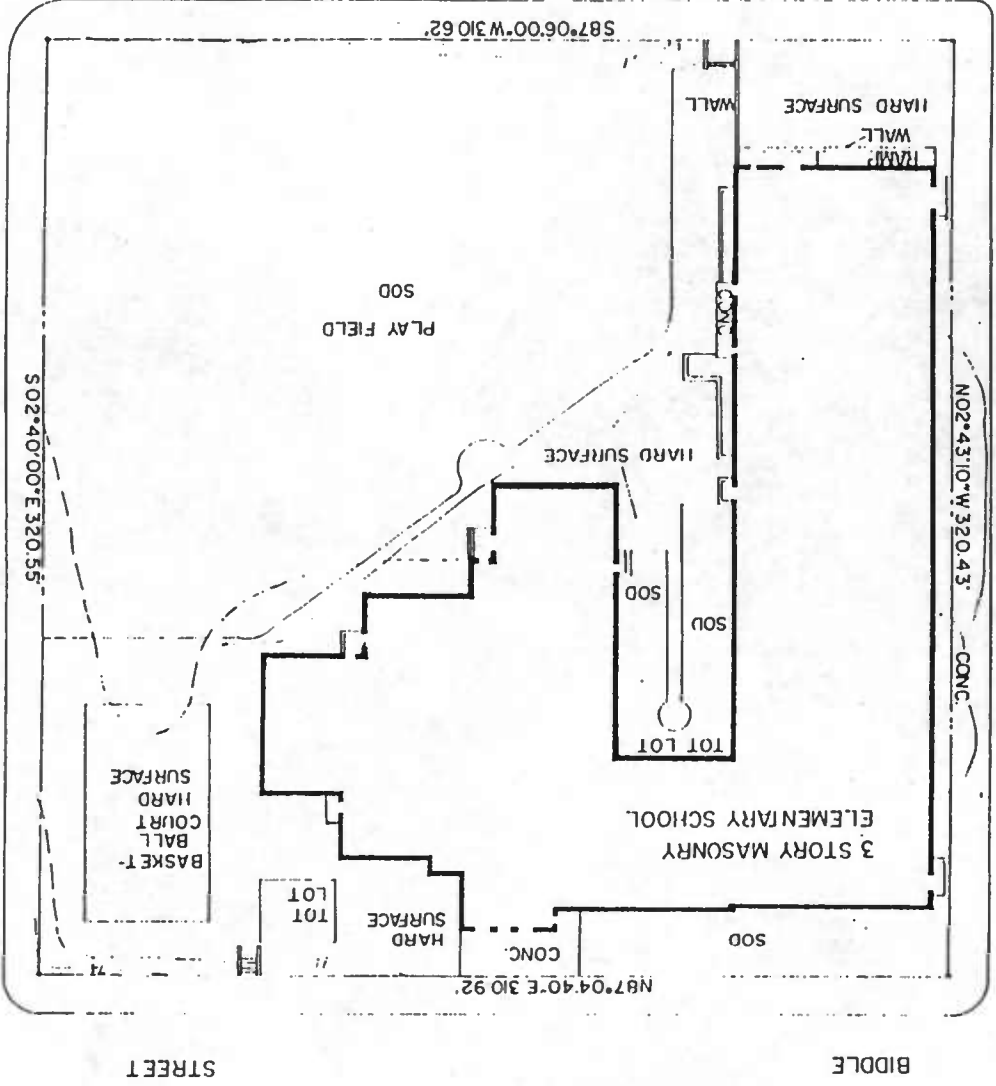 STREET
BIDDLE
N87°04'40"E 310.92'
SOD
CONC.
HARD
SURFACE
TOT
LOT
BASKET-
BALL
COURT
HARD
SURFACE
3 STORY MASONRY
ELEMENTARY SCHOOL
TOT LOT
SOD
SOD
HARD SURFACE
CONC
CONC
N02°43'10"W 320.43'
S02°40'00"E 320.55'
PLAY FIELD
SOD
RAMP
WALL
HARD SURFACE
WALL
S87°06'00"W 310.62'